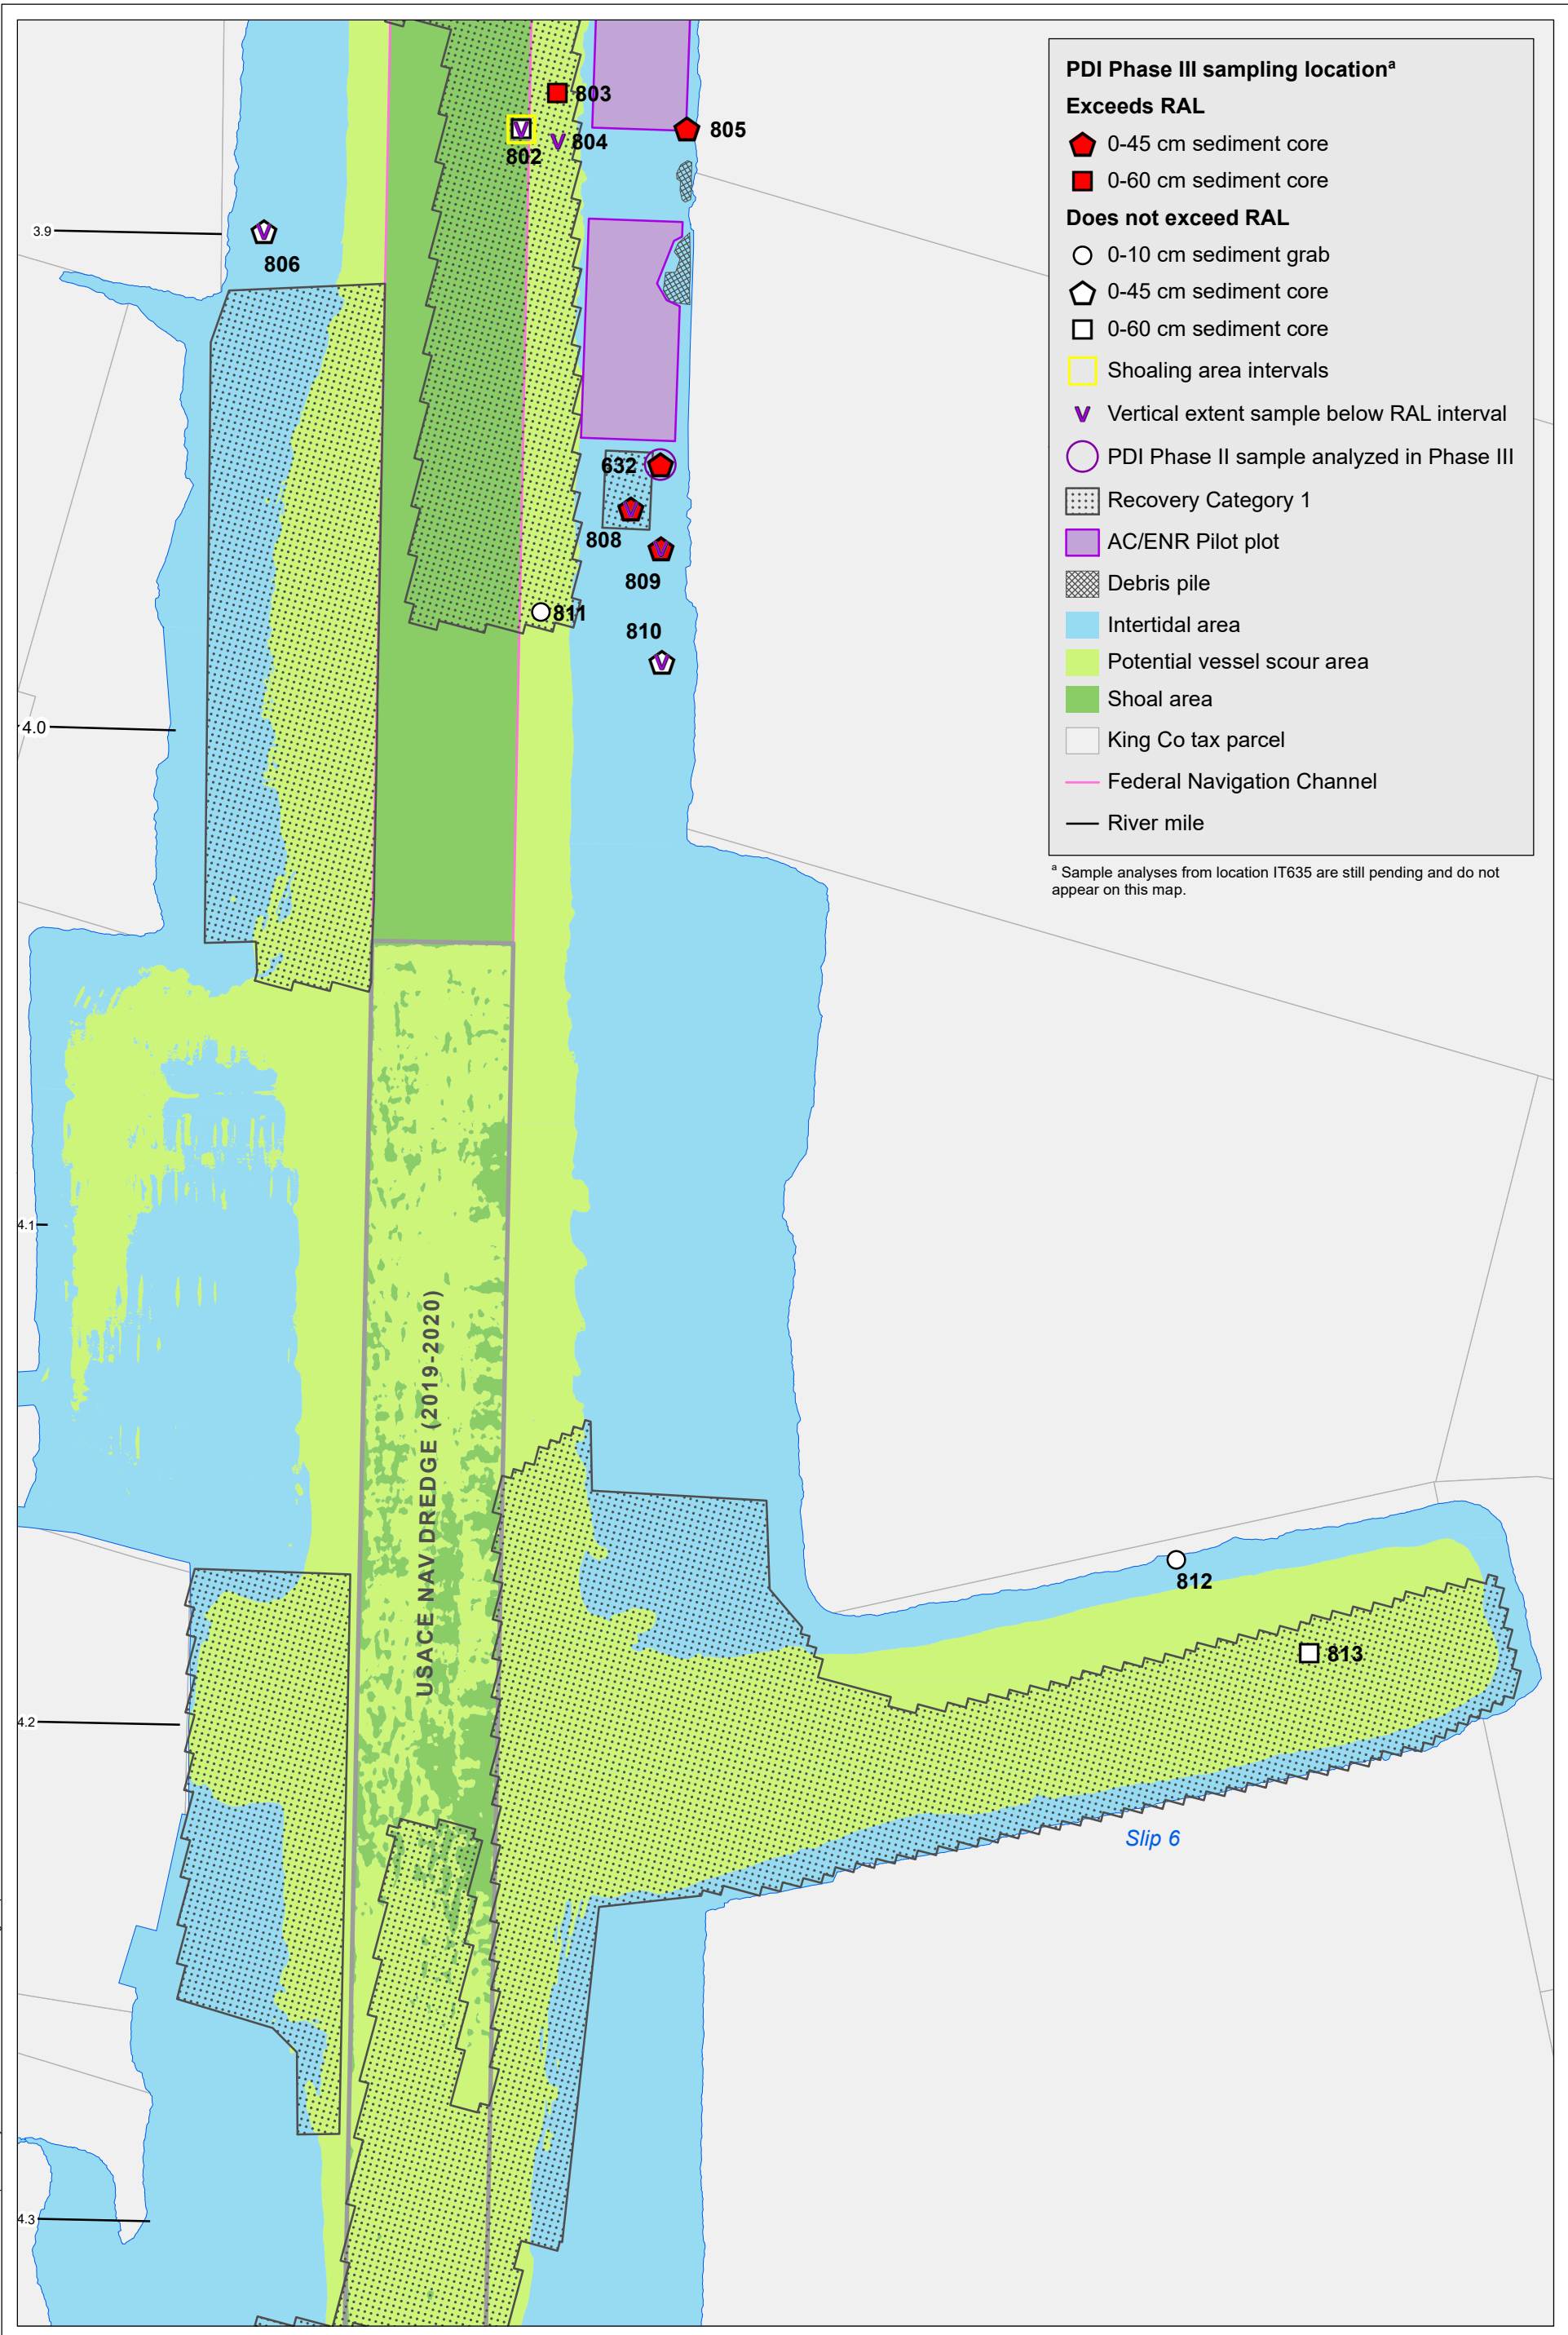 PDI Phase III sampling locationᵃ
Exceeds RAL
0-45 cm sediment core
0-60 cm sediment core
Does not exceed RAL
0-10 cm sediment grab
0-45 cm sediment core
0-60 cm sediment core
Shoaling area intervals
V Vertical extent sample below RAL interval
PDI Phase II sample analyzed in Phase III
Recovery Category 1
AC/ENR Pilot plot
Debris pile
Intertidal area
Potential vessel scour area
Shoal area
King Co tax parcel
Federal Navigation Channel
River mile
ᵃ Sample analyses from location IT635 are still pending and do not
appear on this map.
803
V
802
V 804
805
3.9
V
806
632
V
808
V
809
811
810
V
4.0
4.1
USACE NAV DREDGE (2019-2020)
812
813
4.2
Slip 6
4.3